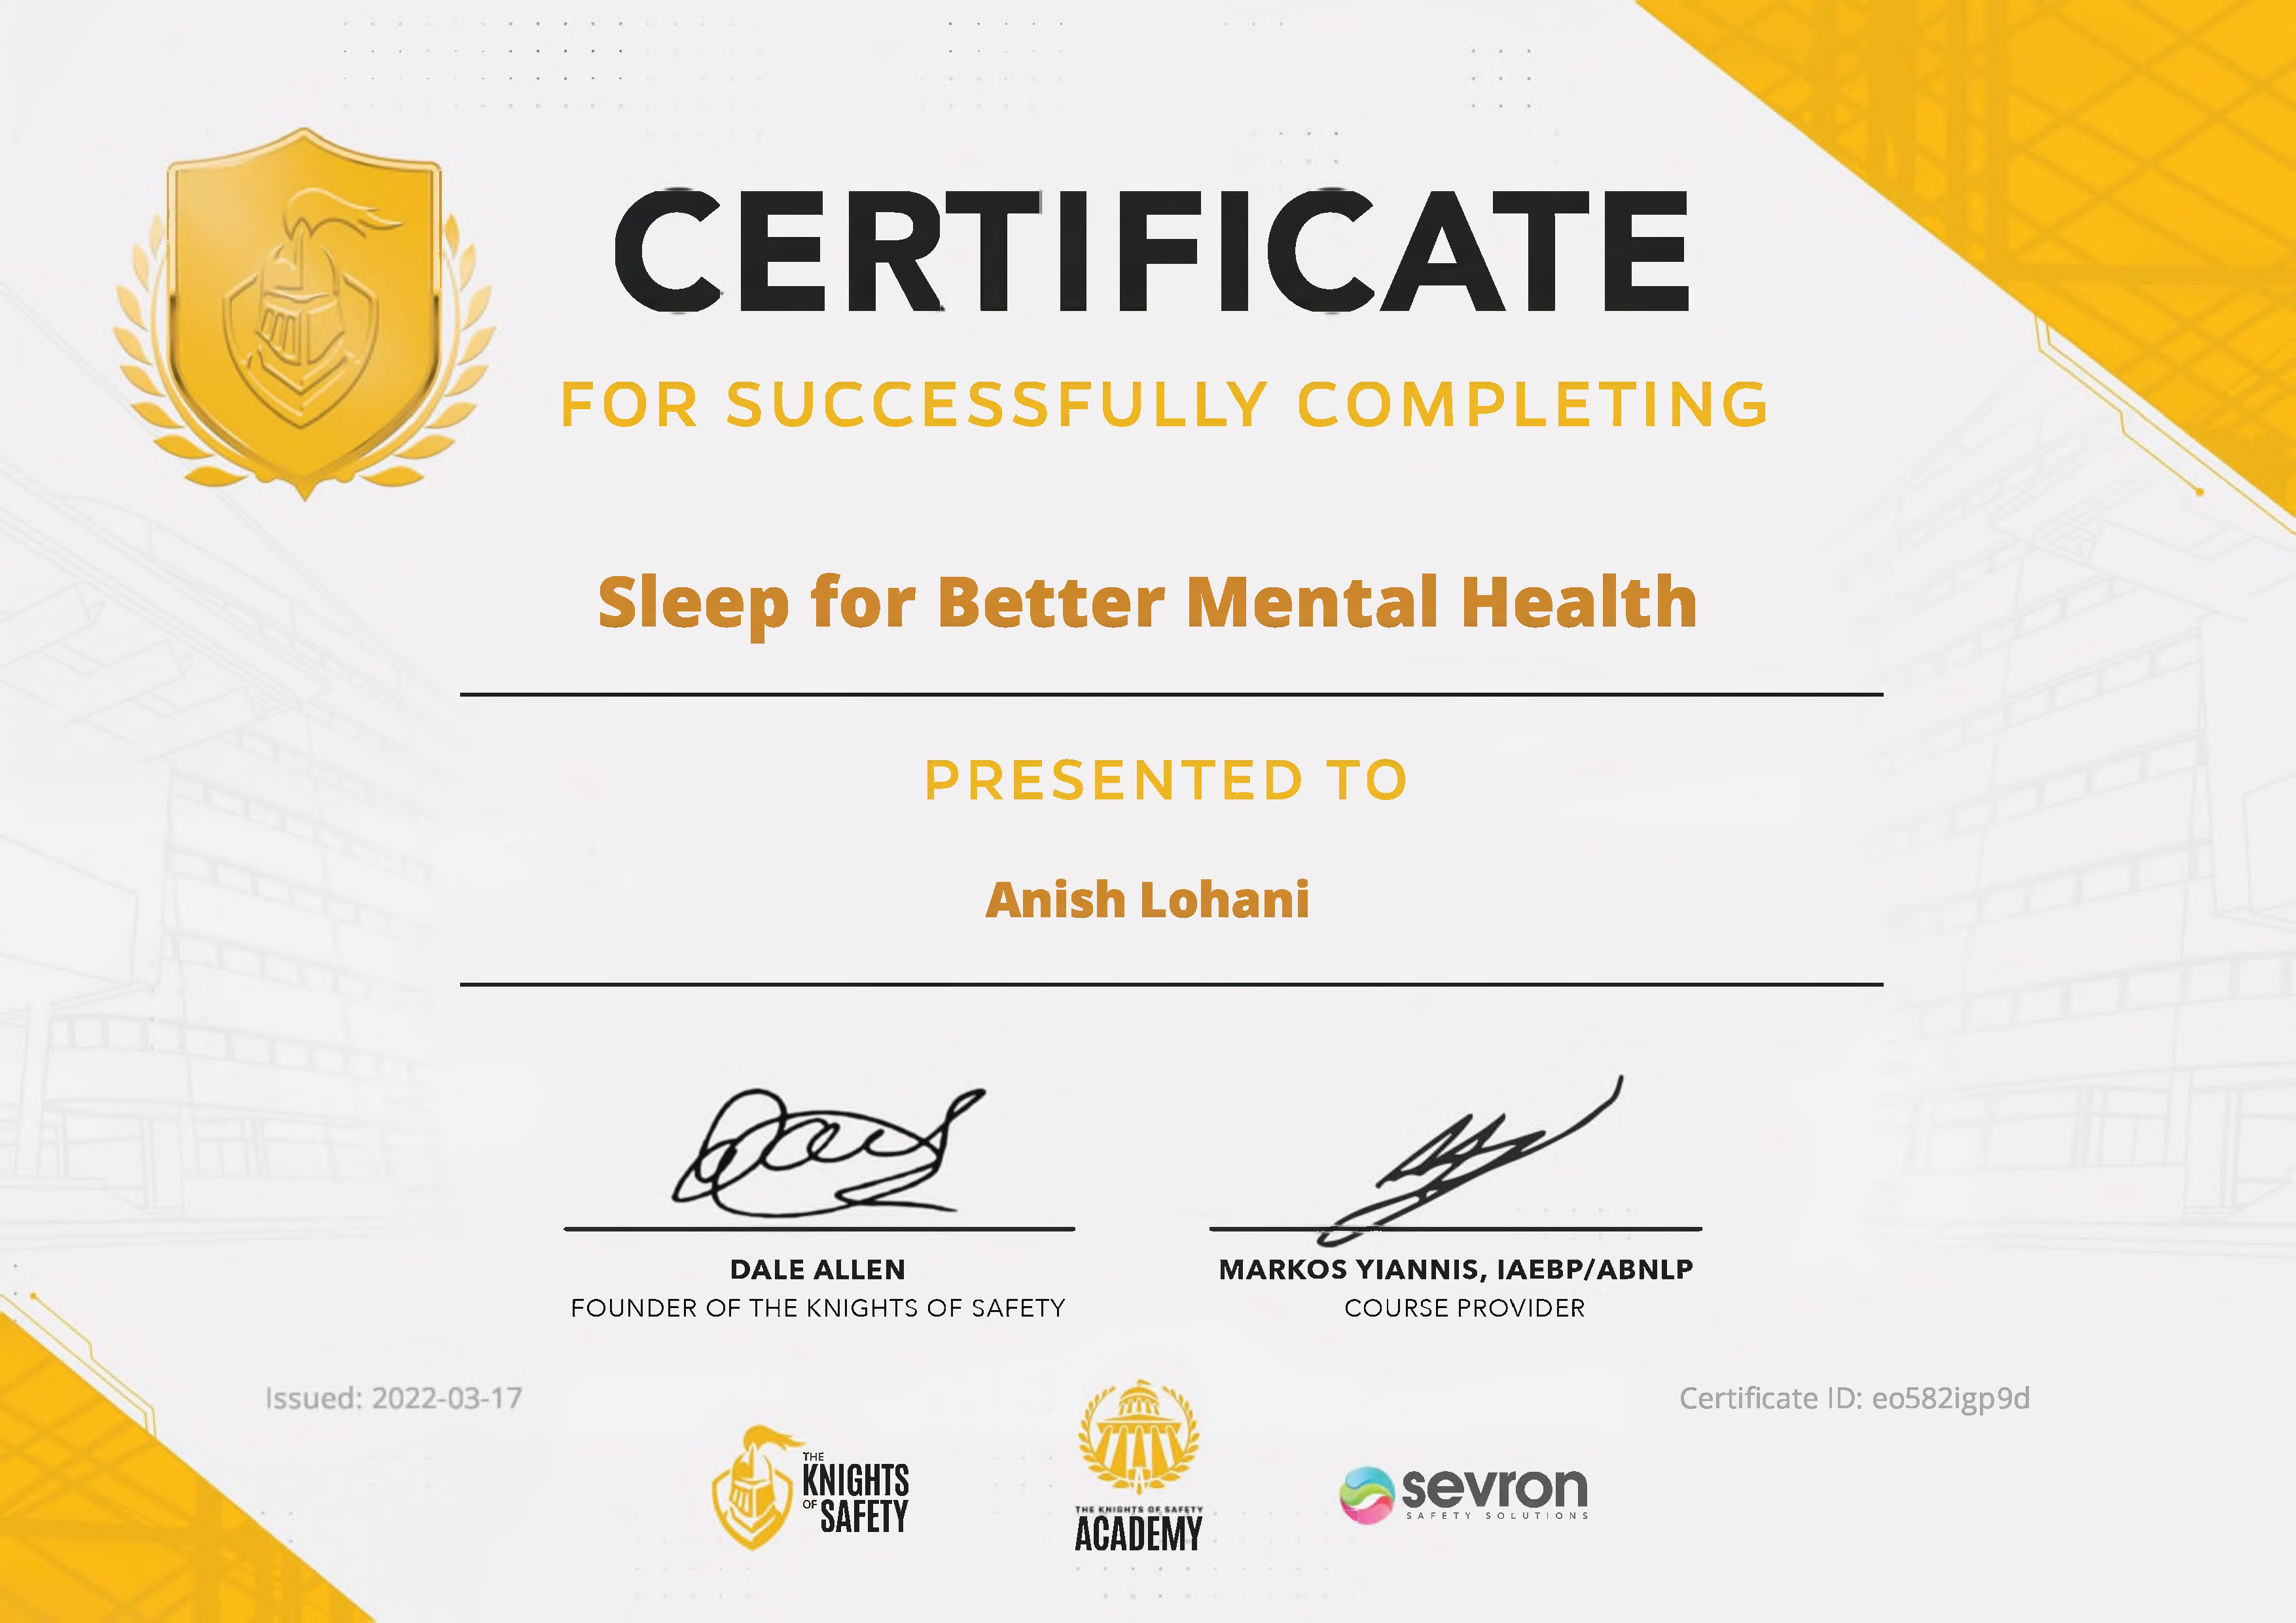 CERTIFICATE
FOR SUCCESSFULLY COMPLETING
Sleep for Better Mental Health
PRESENTED TO
Anish Lohani
DALE ALLEN
FOUNDER OF THE KNIGHTS OF SAFETY
MARKOS YIANNIS, IAEBP/ABNLP
COURSE PROVIDER
Issued: 2022-03-17
Certificate ID: eo582igp9d
THE
KNIGHTS
OF SAFETY
THE KNIGHTS OF SAFETY
ACADEMY
sevron
SAFETY SOLUTIONS